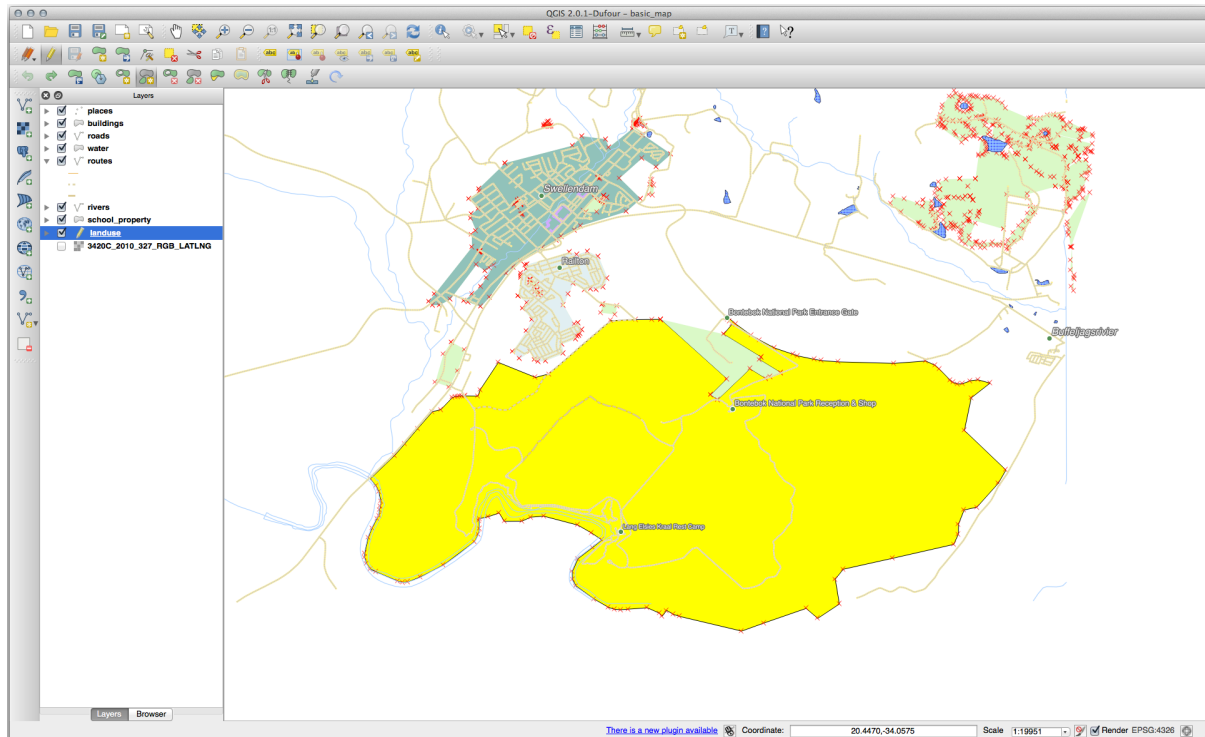 QGIS 2.0.1-Dufour - basic_map
Layers
places
buildings
roads
water
routes
rivers
school_property
landuse
3420C_2010_327_RGB_LATLNG
Swellendam
Railton
Bontebok National Park Entrance Gate
Buffeljagsrivier
Bontebok National Park Reception & Shop
Lang Elsies Kraal Rest Camp
Layers
Browser
There is a new plugin available
Coordinate:
20.4470,-34.0575
Scale
1:19951
Render
EPSG:4326